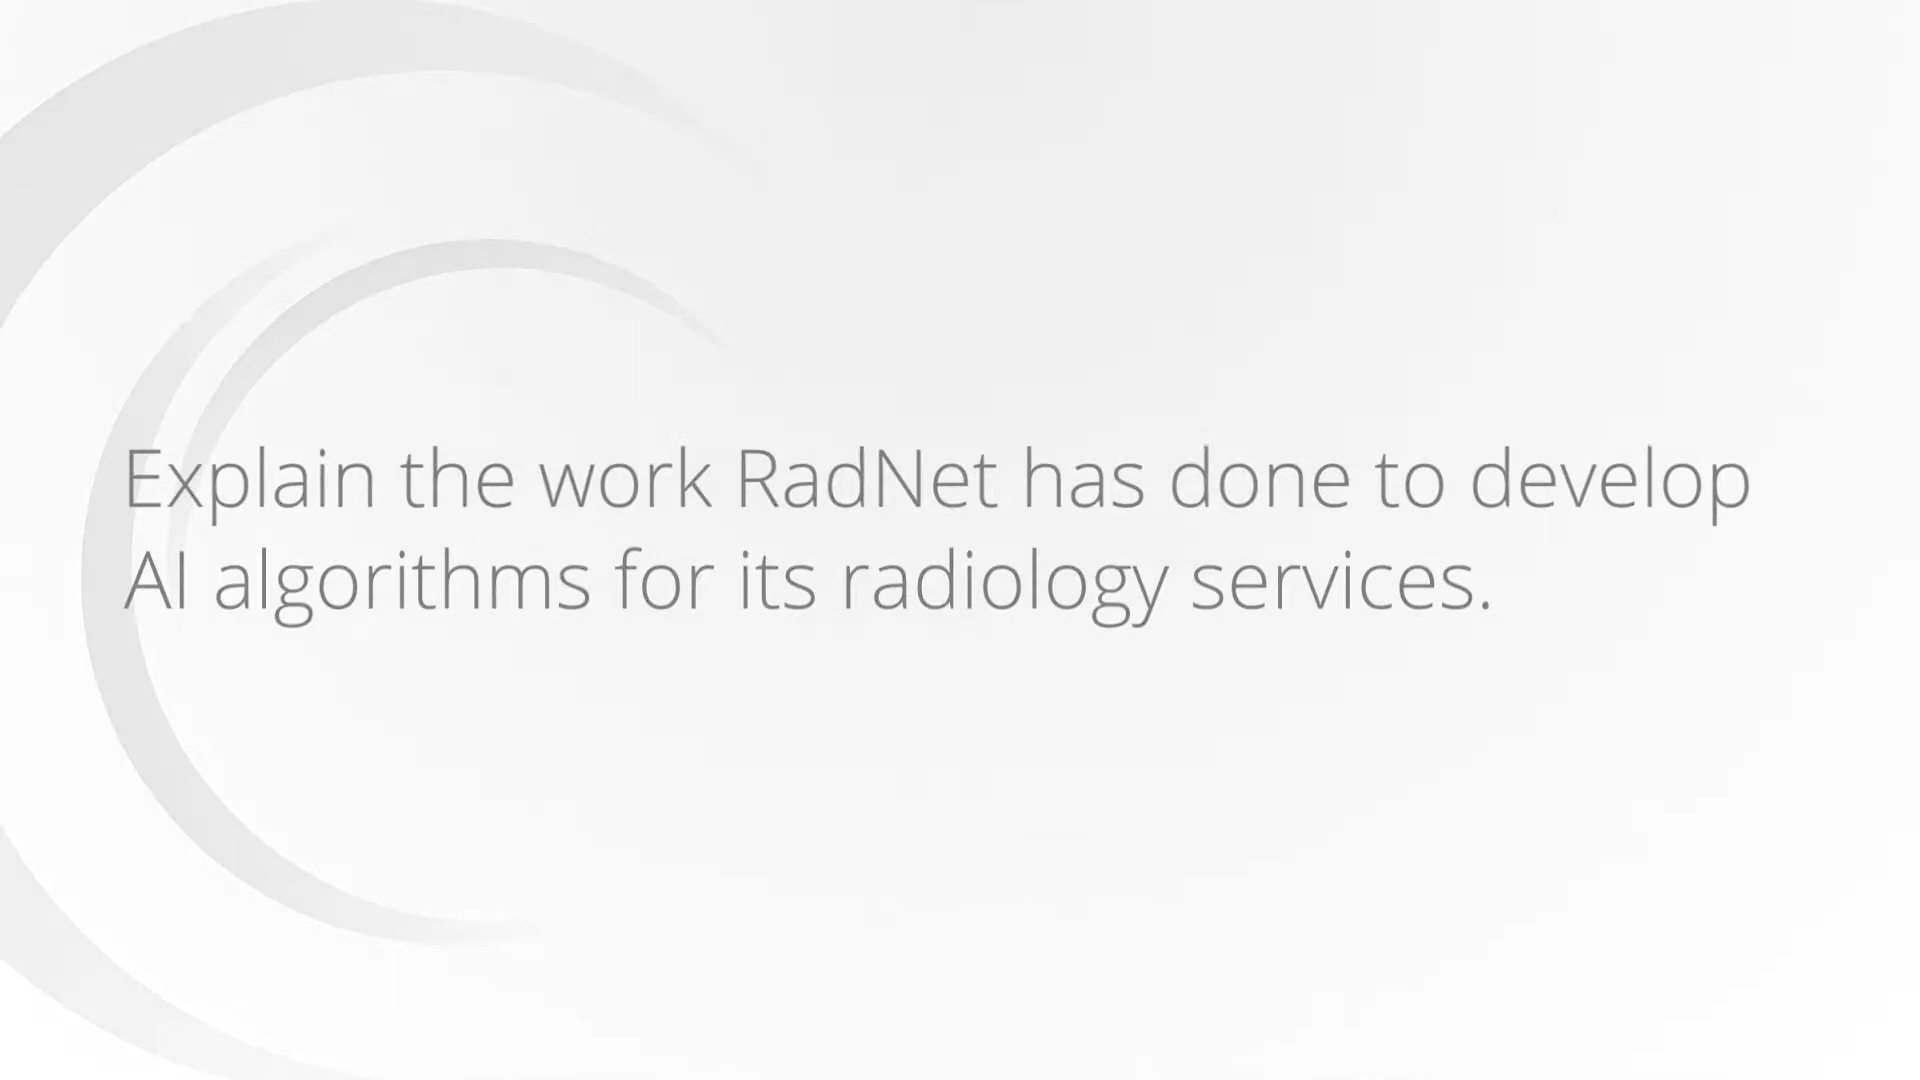 Explain the work RadNet has done to develop
AI algorithms for its radiology services.